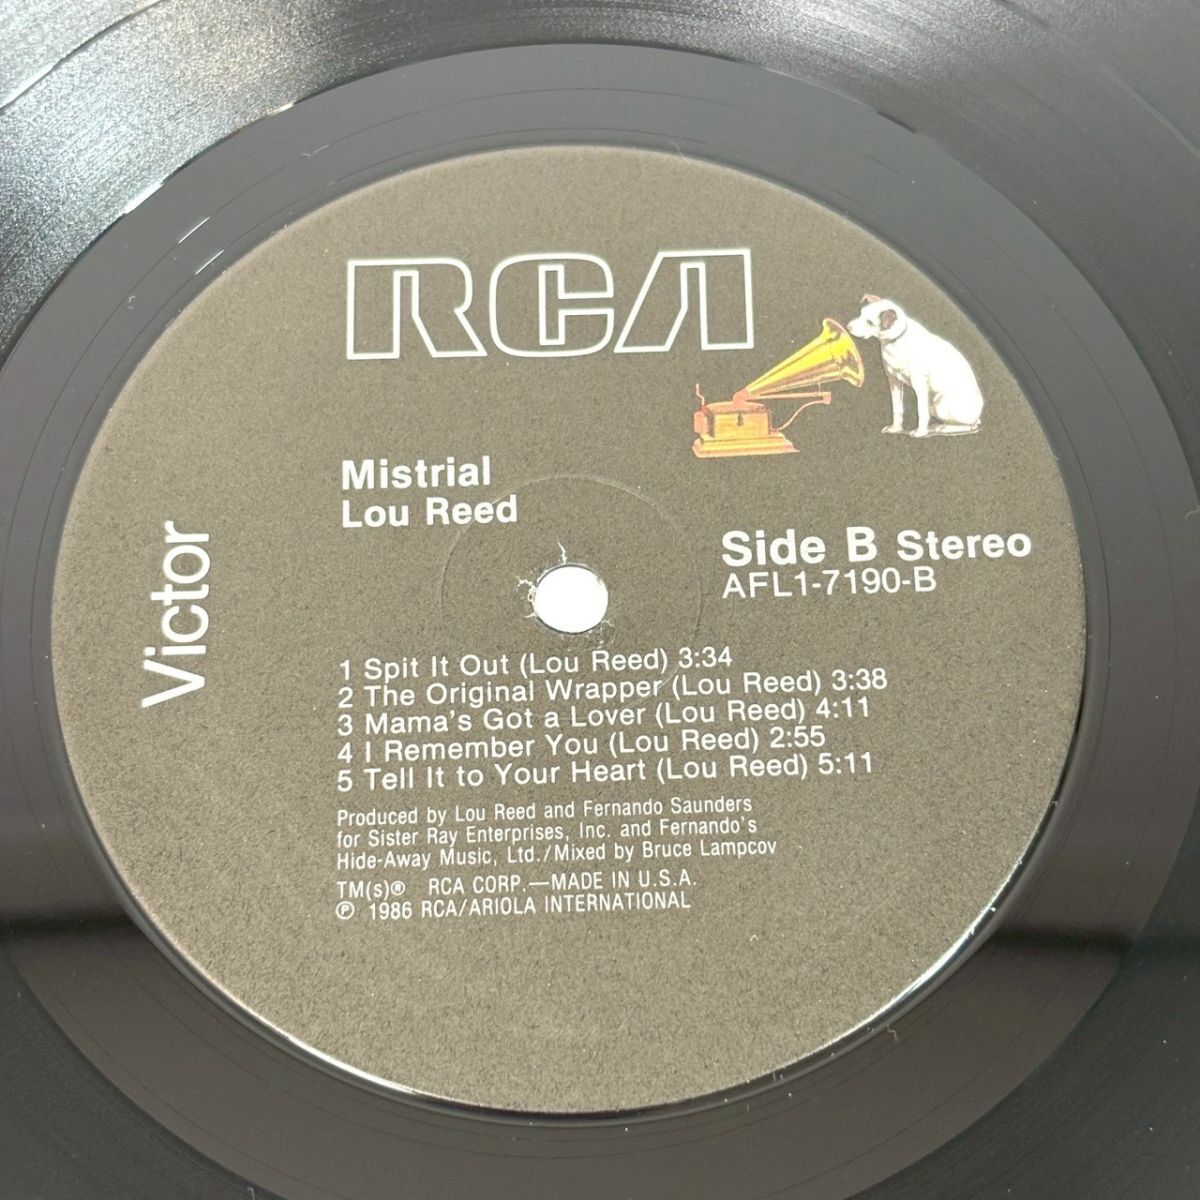 RCA
Mistrial
Lou Reed
Victor
Side B Stereo
AFL1-7190-B
1 Spit It Out (Lou Reed) 3:34
2 The Original Wrapper (Lou Reed) 3:38
3 Mama's Got a Lover (Lou Reed) 4:11
4 I Remember You (Lou Reed) 2:55
5 Tell It to Your Heart (Lou Reed) 5:11
Produced by Lou Reed and Fernando Saunders
for Sister Ray Enterprises, Inc. and Fernando's
Hide-Away Music, Ltd./Mixed by Bruce Lampcov
TM(s)® RCA CORP.—MADE IN U.S.A.
℗ 1986 RCA/ARIOLA INTERNATIONAL